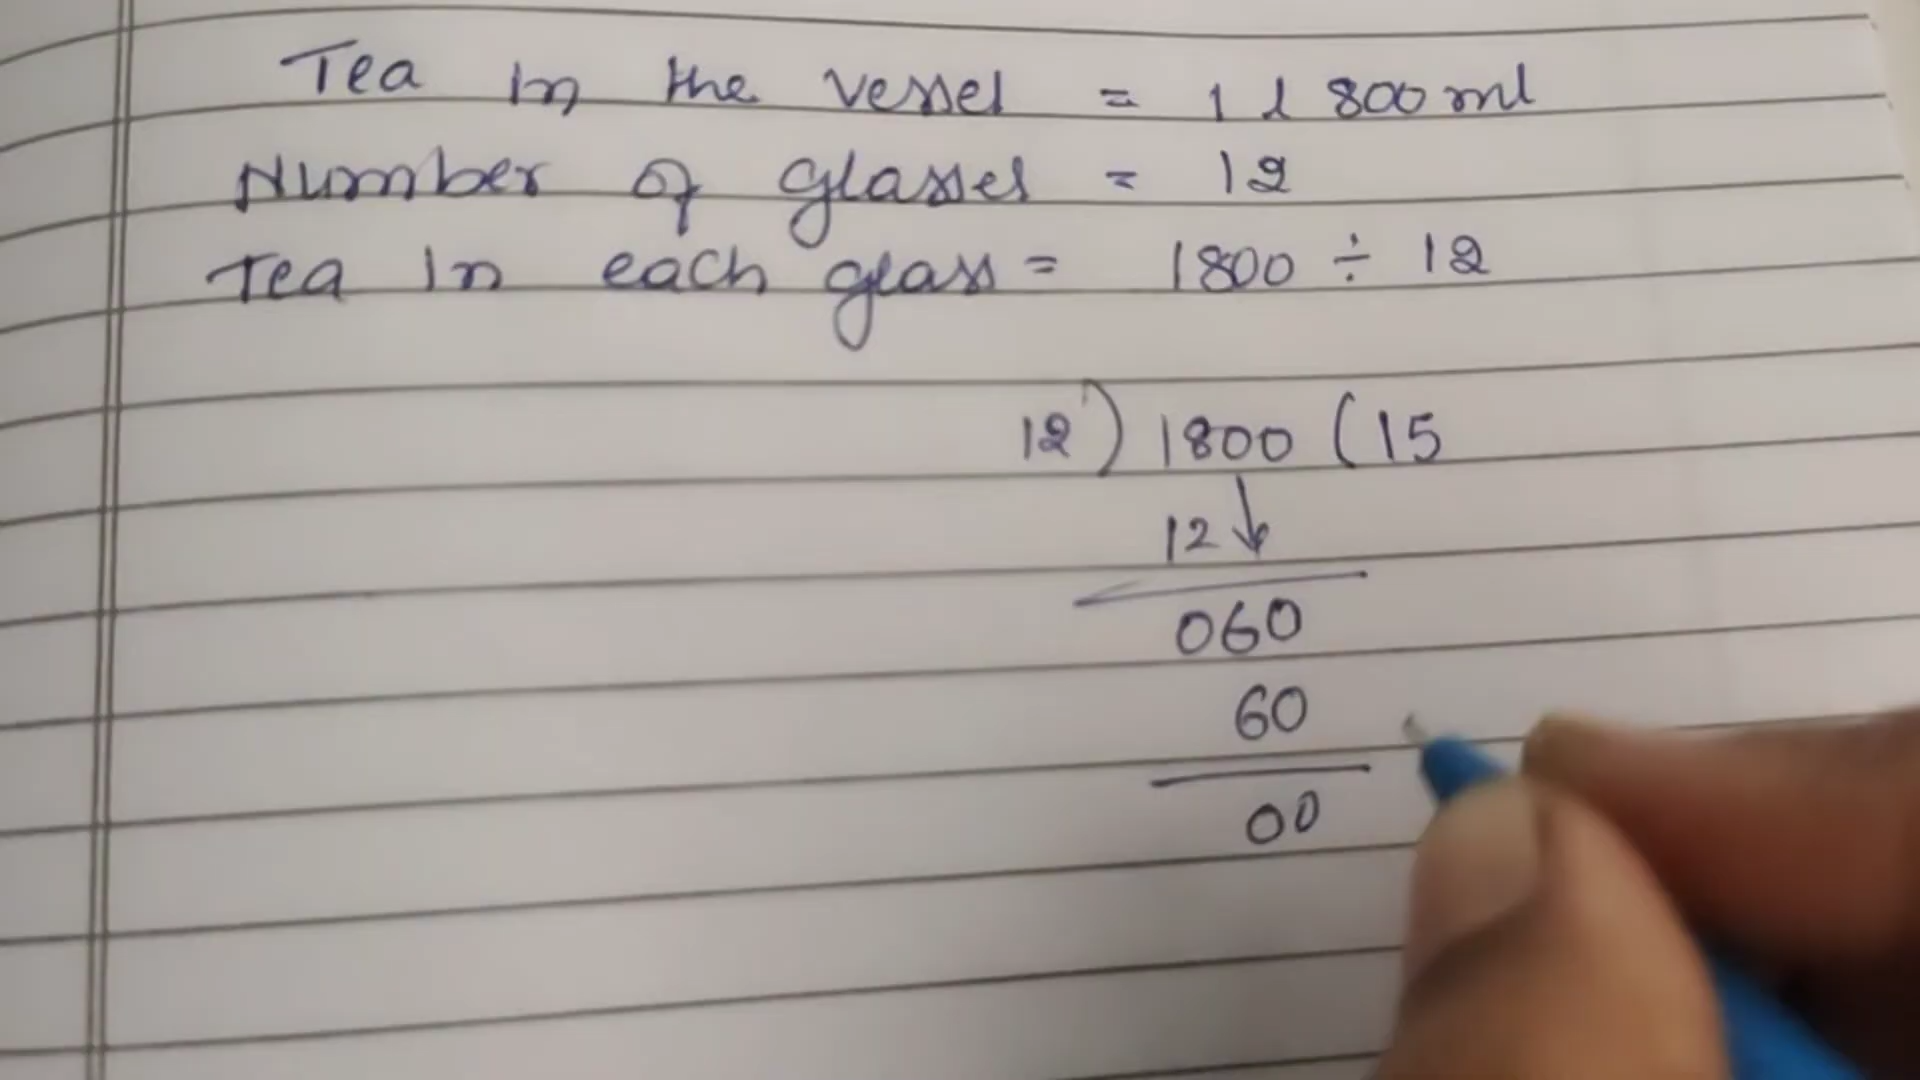 Tea in the vessel = 1 l 800 ml
Number of glasses = 12
Tea in each glass = 1800 ÷ 12
12 ) 1800 ( 15
12
060
60
00